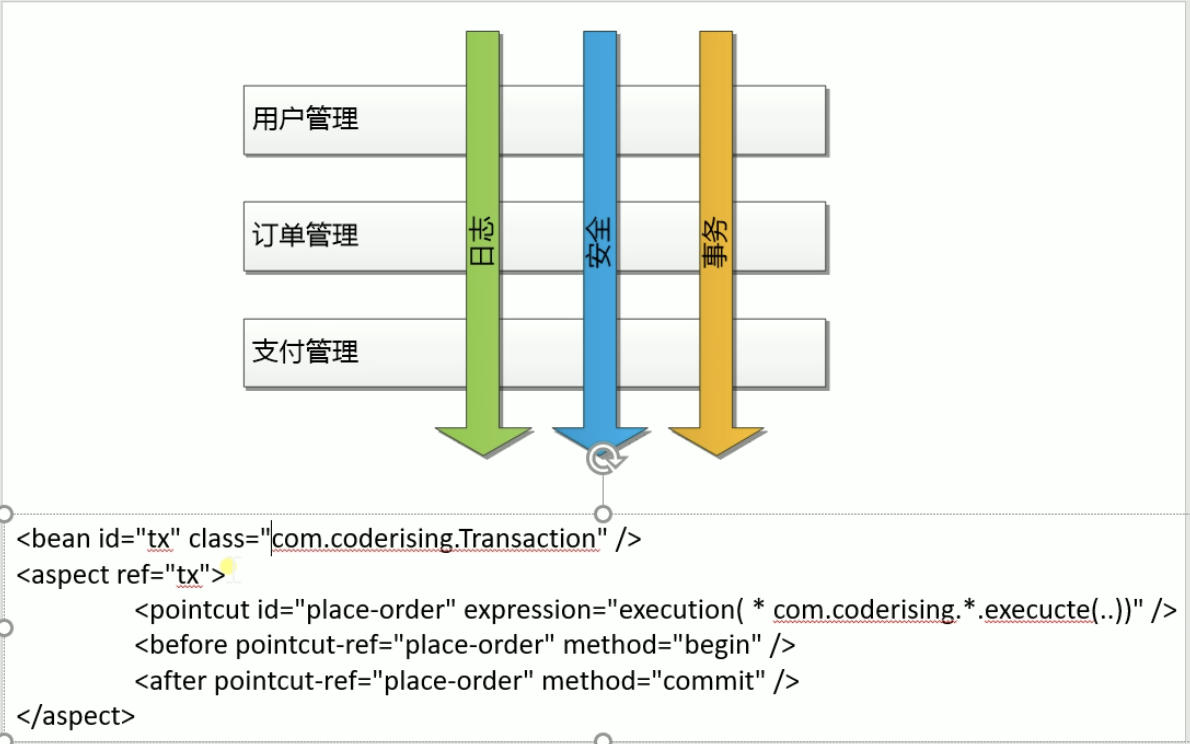 用户管理
订单管理
支付管理
日志
安全
事务
<bean id="tx" class="com.coderising.Transaction" />
<aspect ref="tx">
<pointcut id="place-order" expression="execution( * com.coderising.*.execucte(..))" />
<before pointcut-ref="place-order" method="begin" />
<after pointcut-ref="place-order" method="commit" />
</aspect>